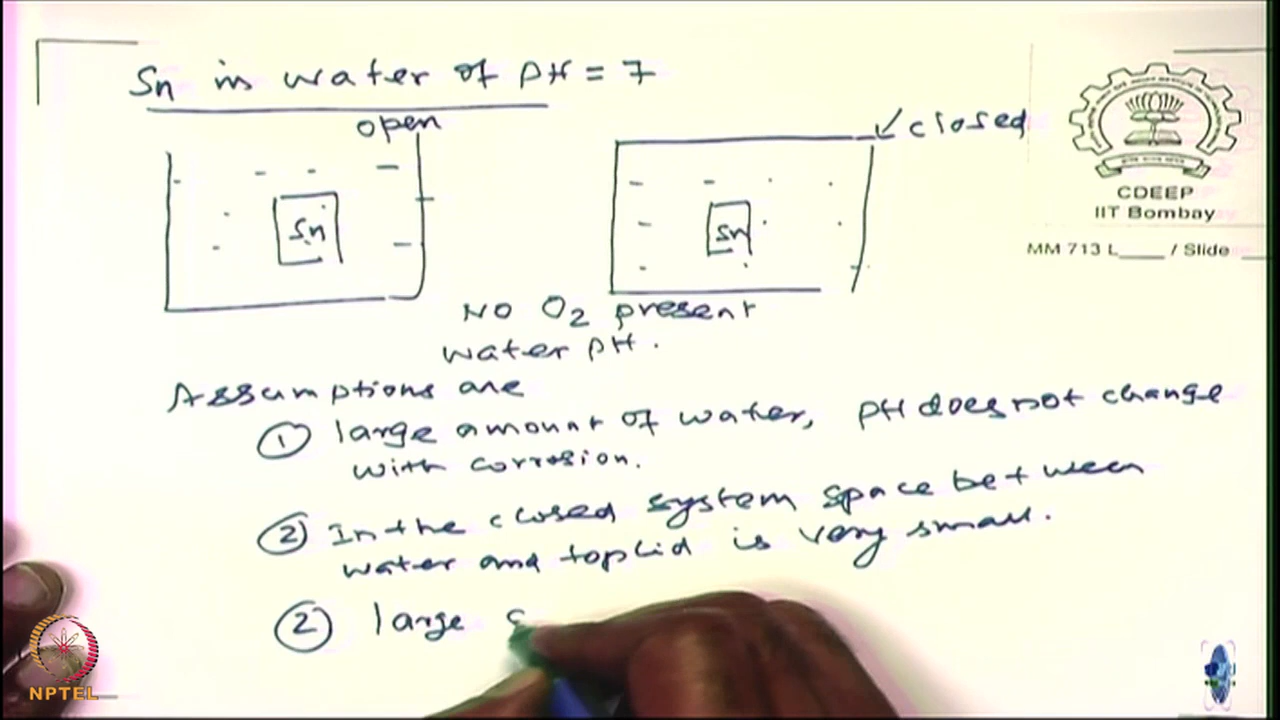 Sn in water of pH = 7
open
closed
Sn
Sn
NO O2 present
water pH.
Assumptions are
① large amount of water, pH does not change
with corrosion.
② In the closed system space between
water and top lid is very small.
② large
CDEEP
IIT Bombay
MM 713 L____ / Slide __
NPTEL